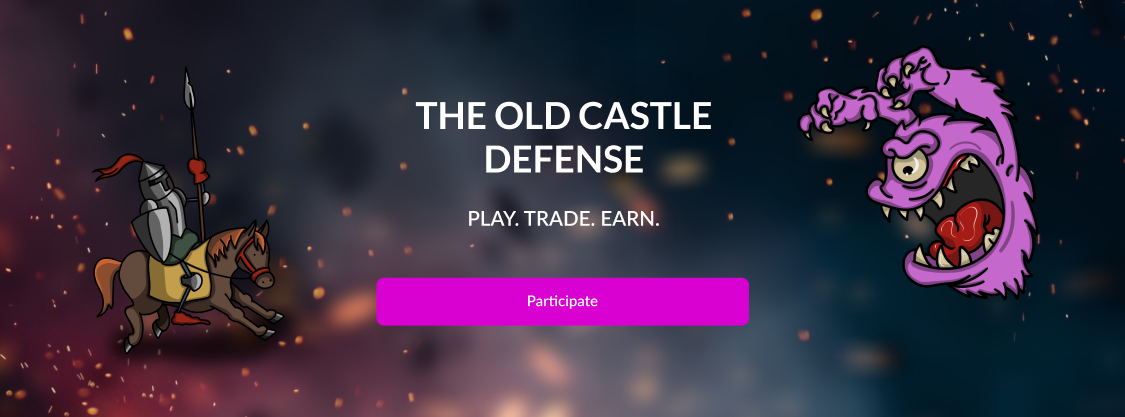 THE OLD CASTLE
DEFENSE
PLAY. TRADE. EARN.
Participate